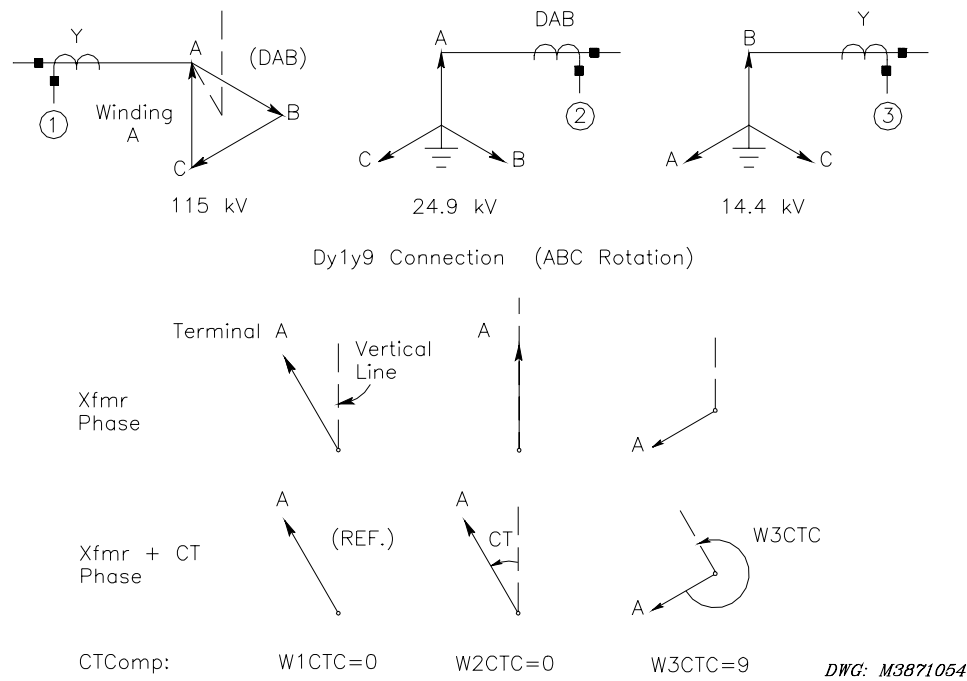 Y
A
(DAB)
1
Winding
A
B
C
115 kV
A
DAB
2
C
B
24.9 kV
B
Y
3
A
C
14.4 kV
Dy1y9 Connection (ABC Rotation)
Terminal A
Vertical
Line
A
Xfmr
Phase
A
A
(REF.)
A
CT
W3CTC
Xfmr + CT
Phase
A
CTComp:
W1CTC=0
W2CTC=0
W3CTC=9
DWG: M3871054